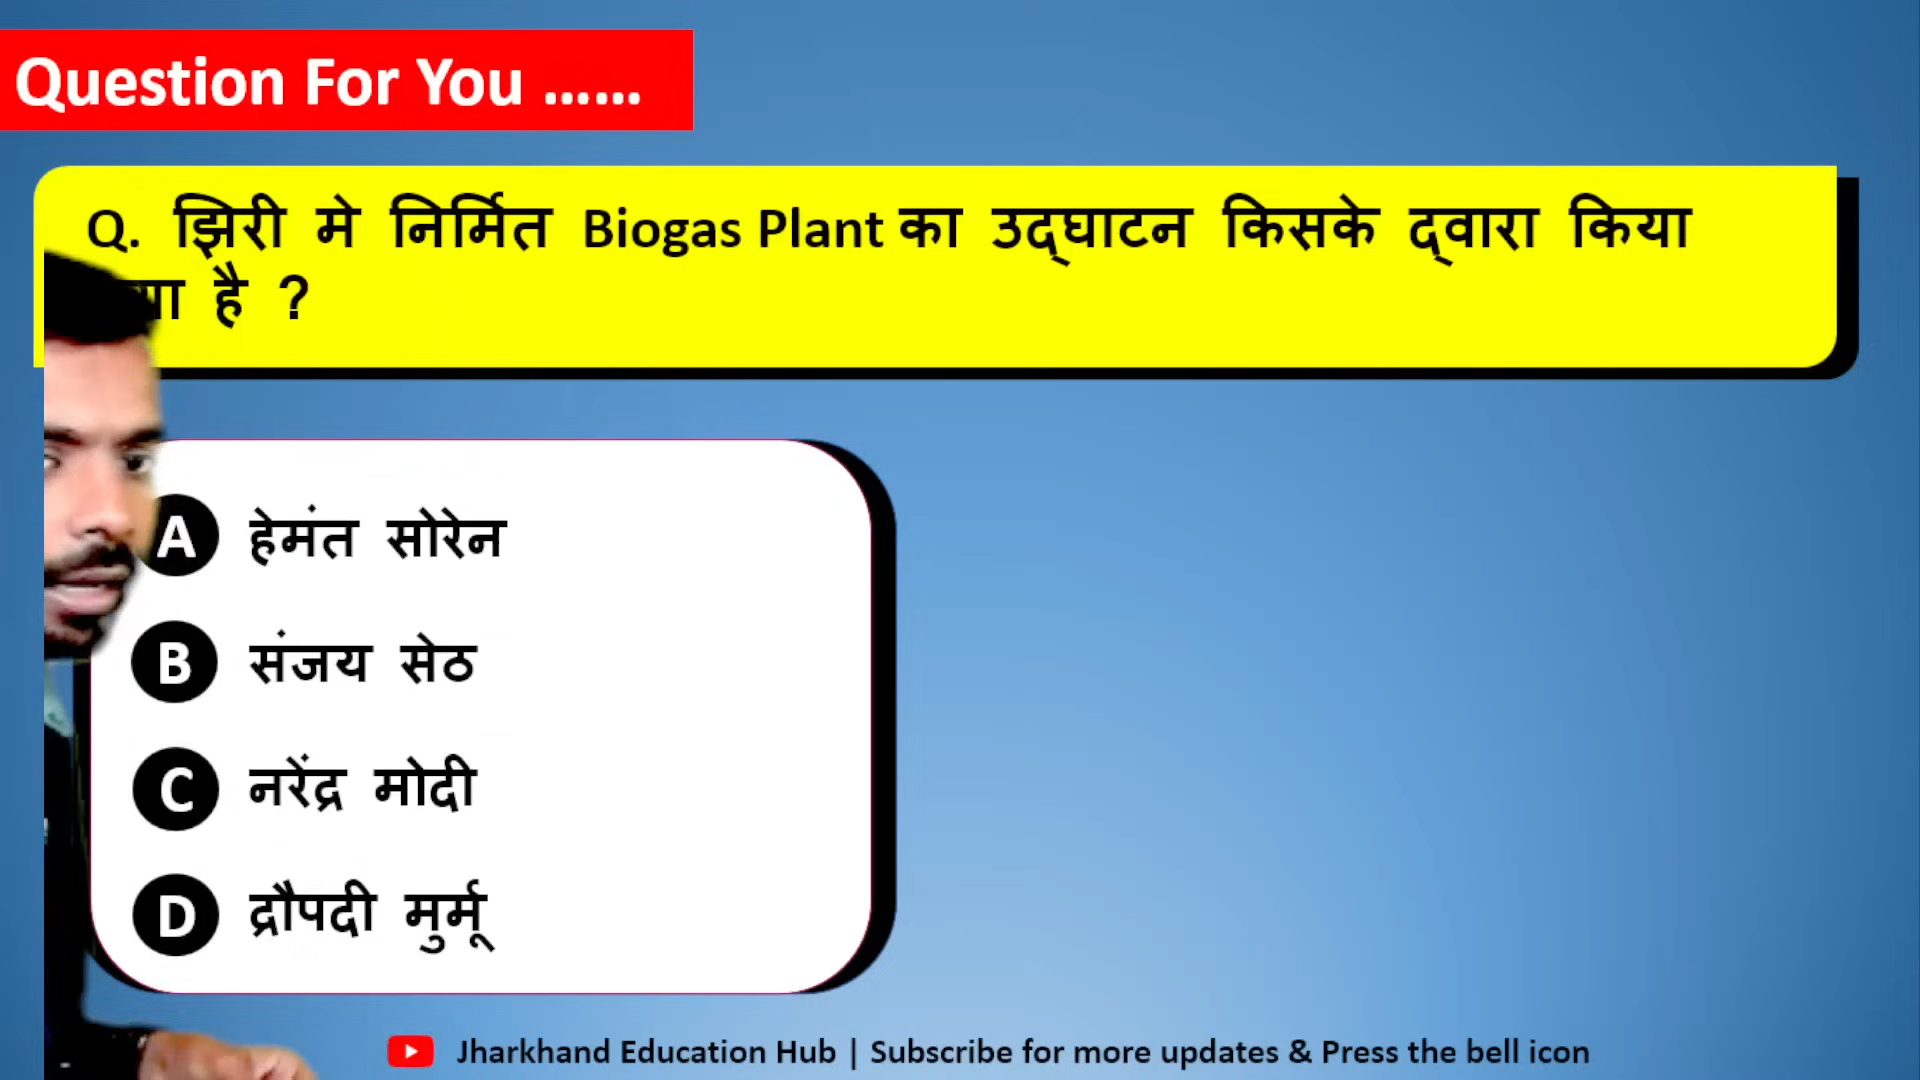 Question For You ......
Q. झिरी मे निर्मित Biogas Plant का उद्घाटन किसके द्वारा किया
है ?
A हेमंत सोरेन
B संजय सेठ
C नरेंद्र मोदी
D द्रौपदी मुर्मू
Jharkhand Education Hub | Subscribe for more updates & Press the bell icon